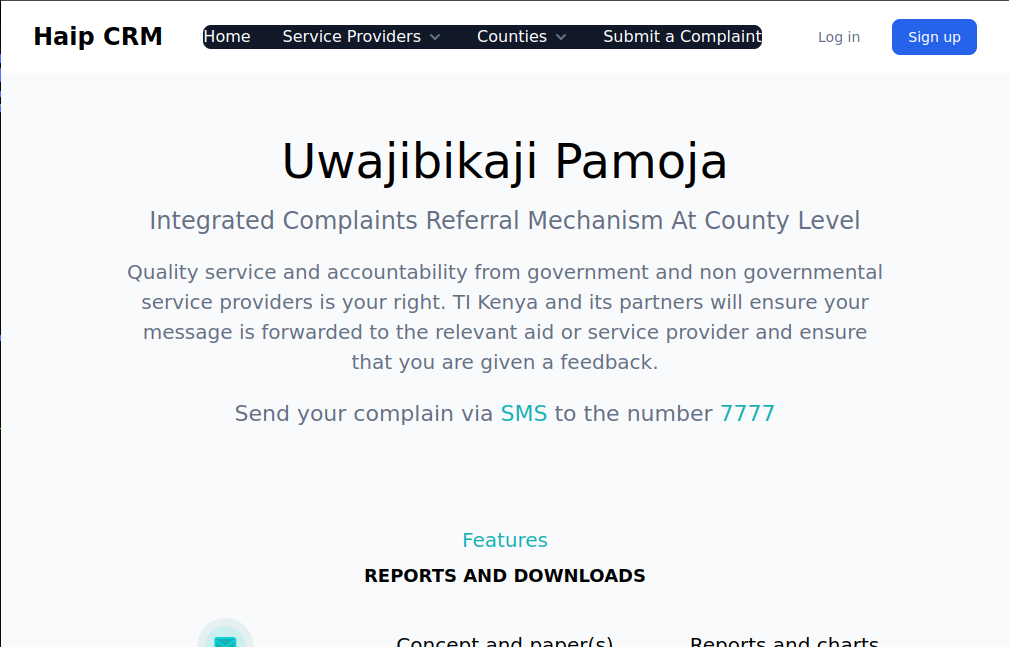 Haip CRM Home Service Providers Counties Submit a Complaint Log in Sign up
Uwajibikaji Pamoja
Integrated Complaints Referral Mechanism At County Level
Quality service and accountability from government and non governmental
service providers is your right. TI Kenya and its partners will ensure your
message is forwarded to the relevant aid or service provider and ensure
that you are given a feedback.
Send your complain via SMS to the number 7777
Features
REPORTS AND DOWNLOADS
Concept and paper(s) Reports and charts